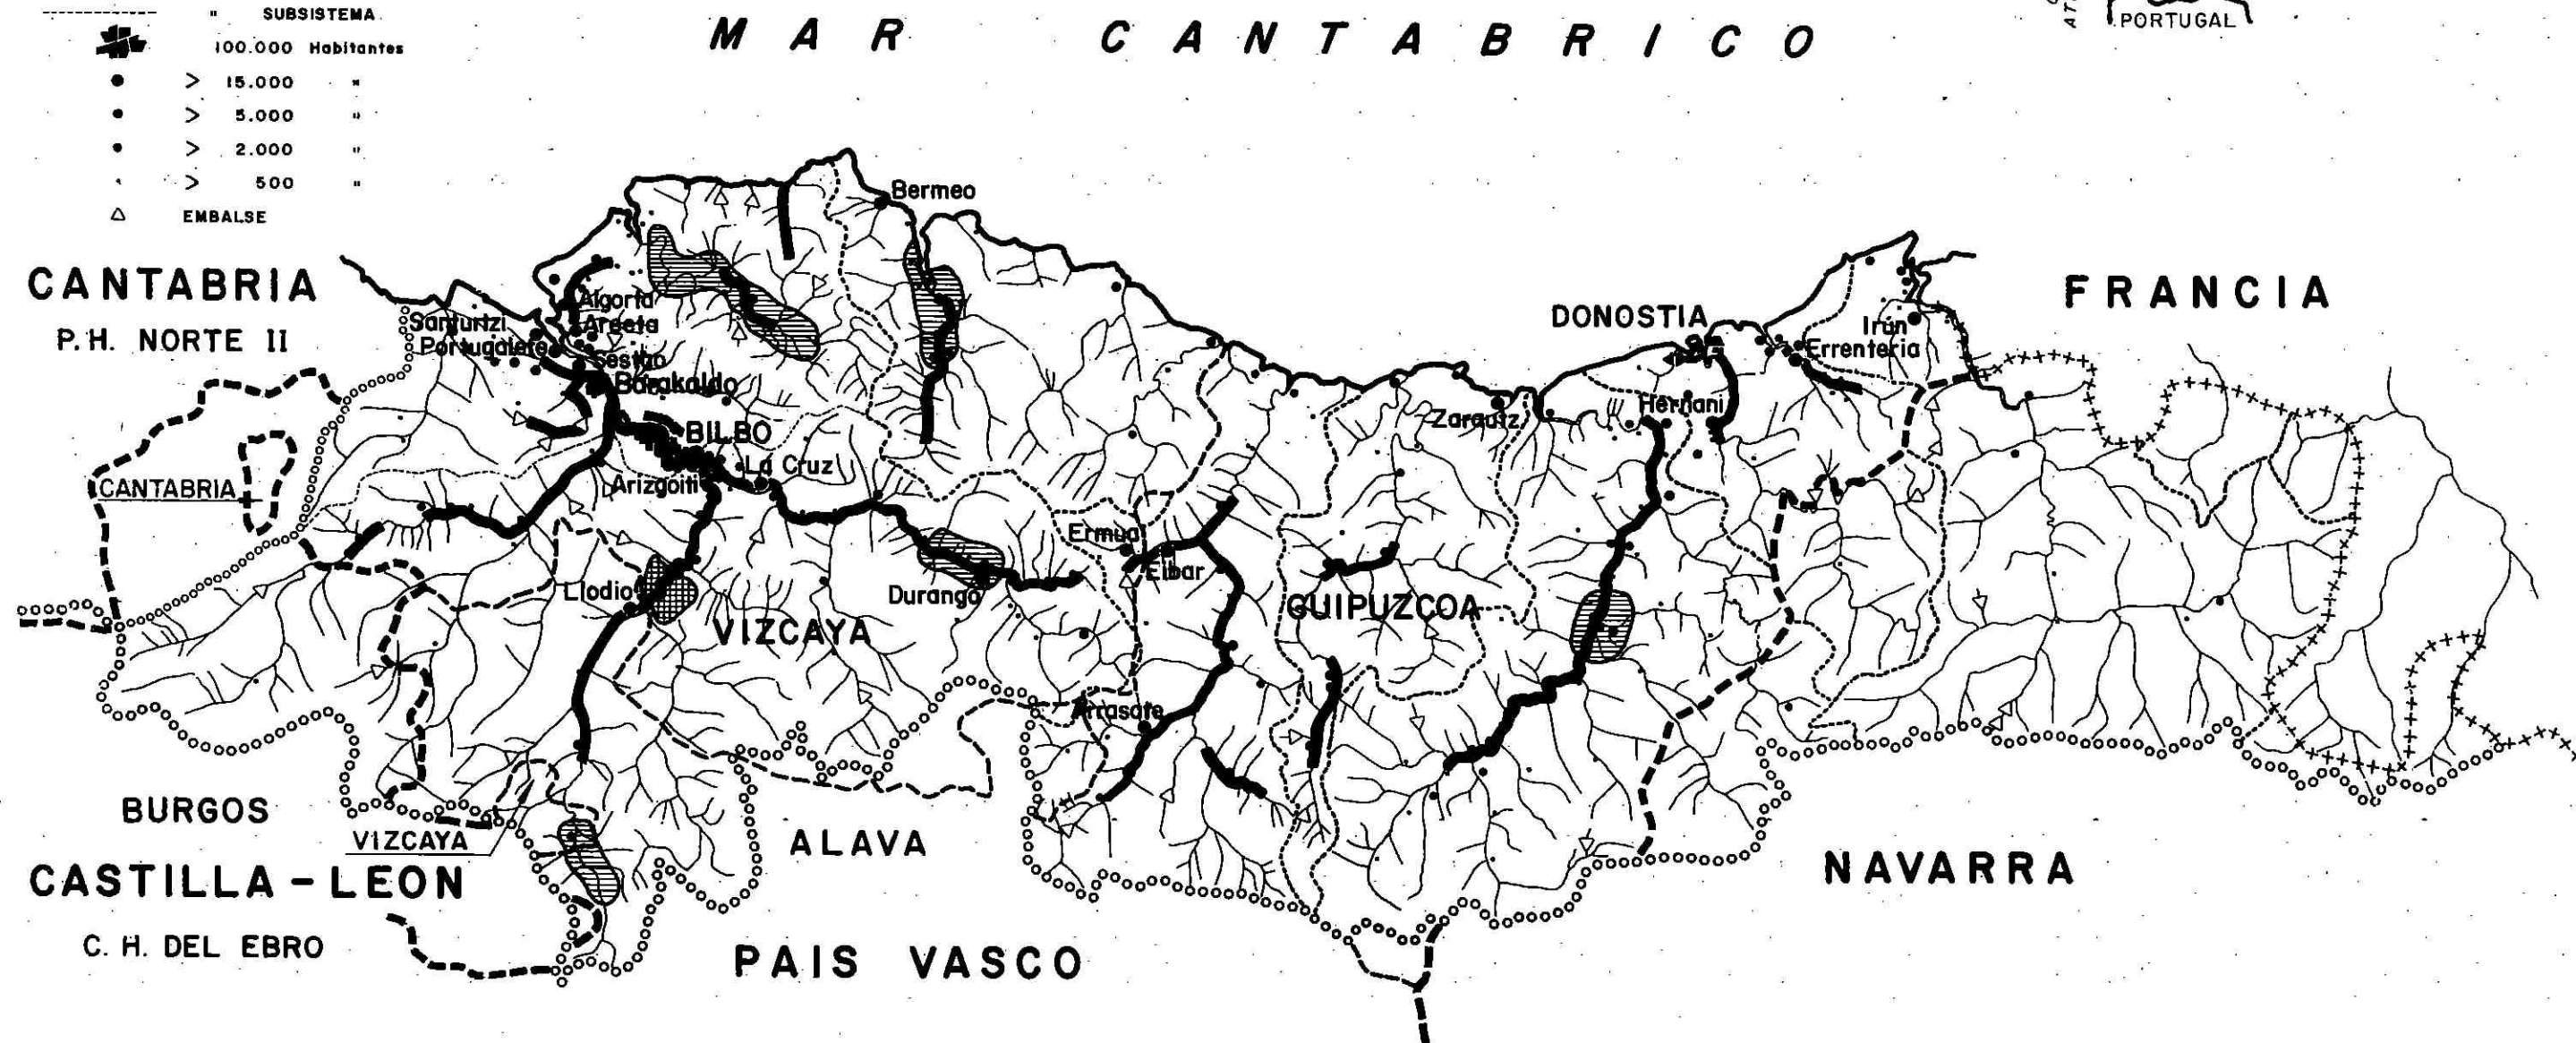 " SUBSISTEMA
100.000 Habitantes
> 15.000 "
> 5.000 "
> 2.000 "
> 500 "
EMBALSE
MAR CANTABRICO
PORTUGAL
CANTABRIA
P.H. NORTE II
FRANCIA
Bermeo
Algorta
Santurtzi
Areeta
Portugalete
Sestao
Barakaldo
BILBO
La Cruz
Arizgoiti
DONOSTIA
Irún
Errenteria
Hernani
Zarautz
CANTABRIA
Ermua
Eibar
Llodio
Durango
VIZCAYA
GUIPUZCOA
Arrasate
BURGOS
VIZCAYA
ALAVA
CASTILLA - LEON
NAVARRA
C. H. DEL EBRO
PAIS VASCO